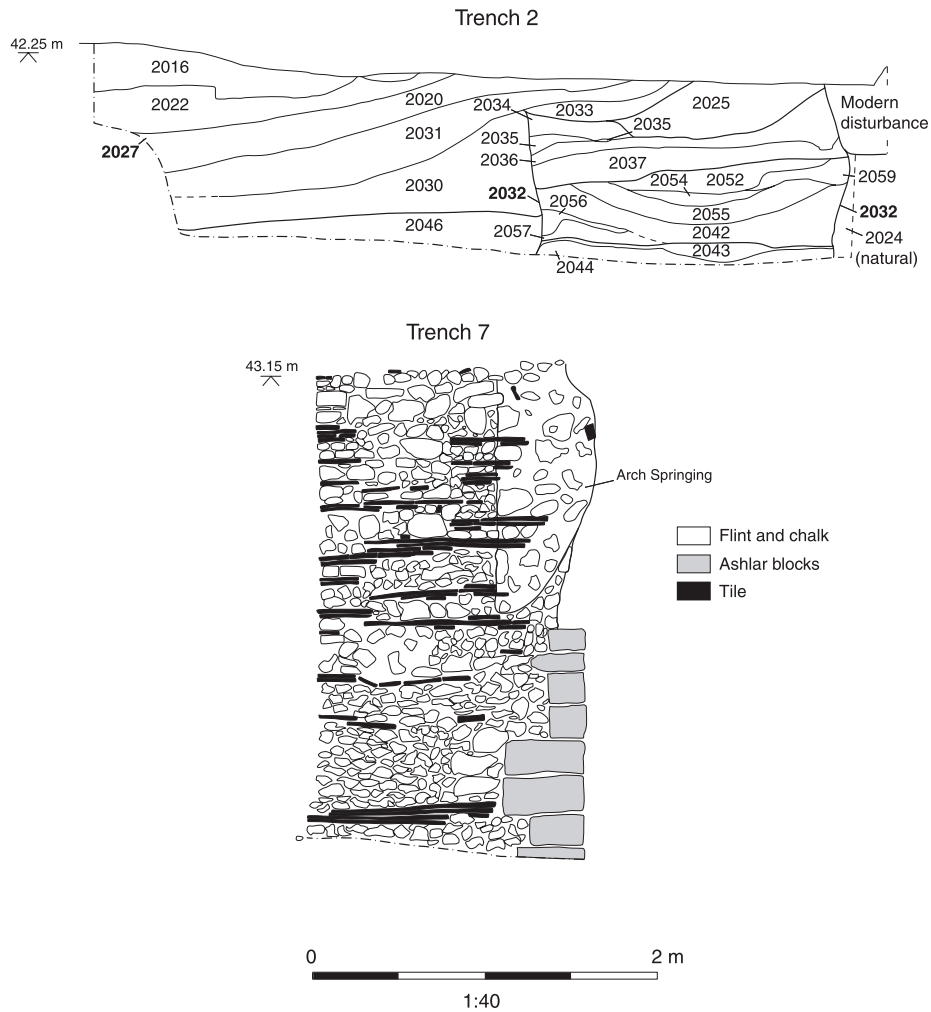 Trench 2
42.25 m
2016
2022
2020
2034
2033
2025
Modern
disturbance
2027
2031
2035
2035
2036
2037
2030
2032
2054
2052
2059
2056
2055
2032
2046
2057
2042
2024
(natural)
2043
2044
Trench 7
43.15 m
Arch Springing
Flint and chalk
Ashlar blocks
Tile
0
2 m
1:40